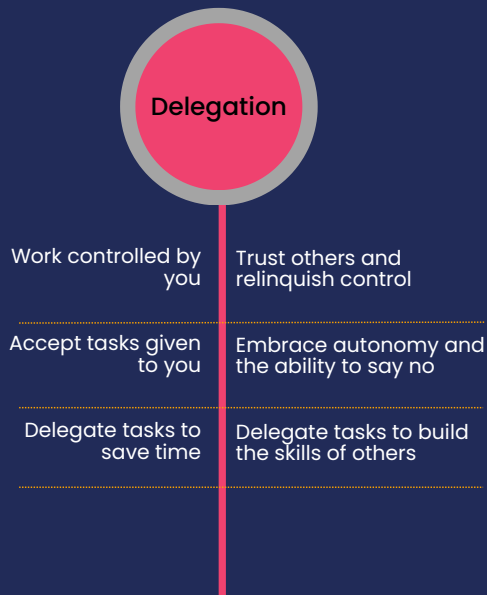 Delegation
Work controlled by
you
Trust others and
relinquish control
Accept tasks given
to you
Embrace autonomy and
the ability to say no
Delegate tasks to
save time
Delegate tasks to build
the skills of others